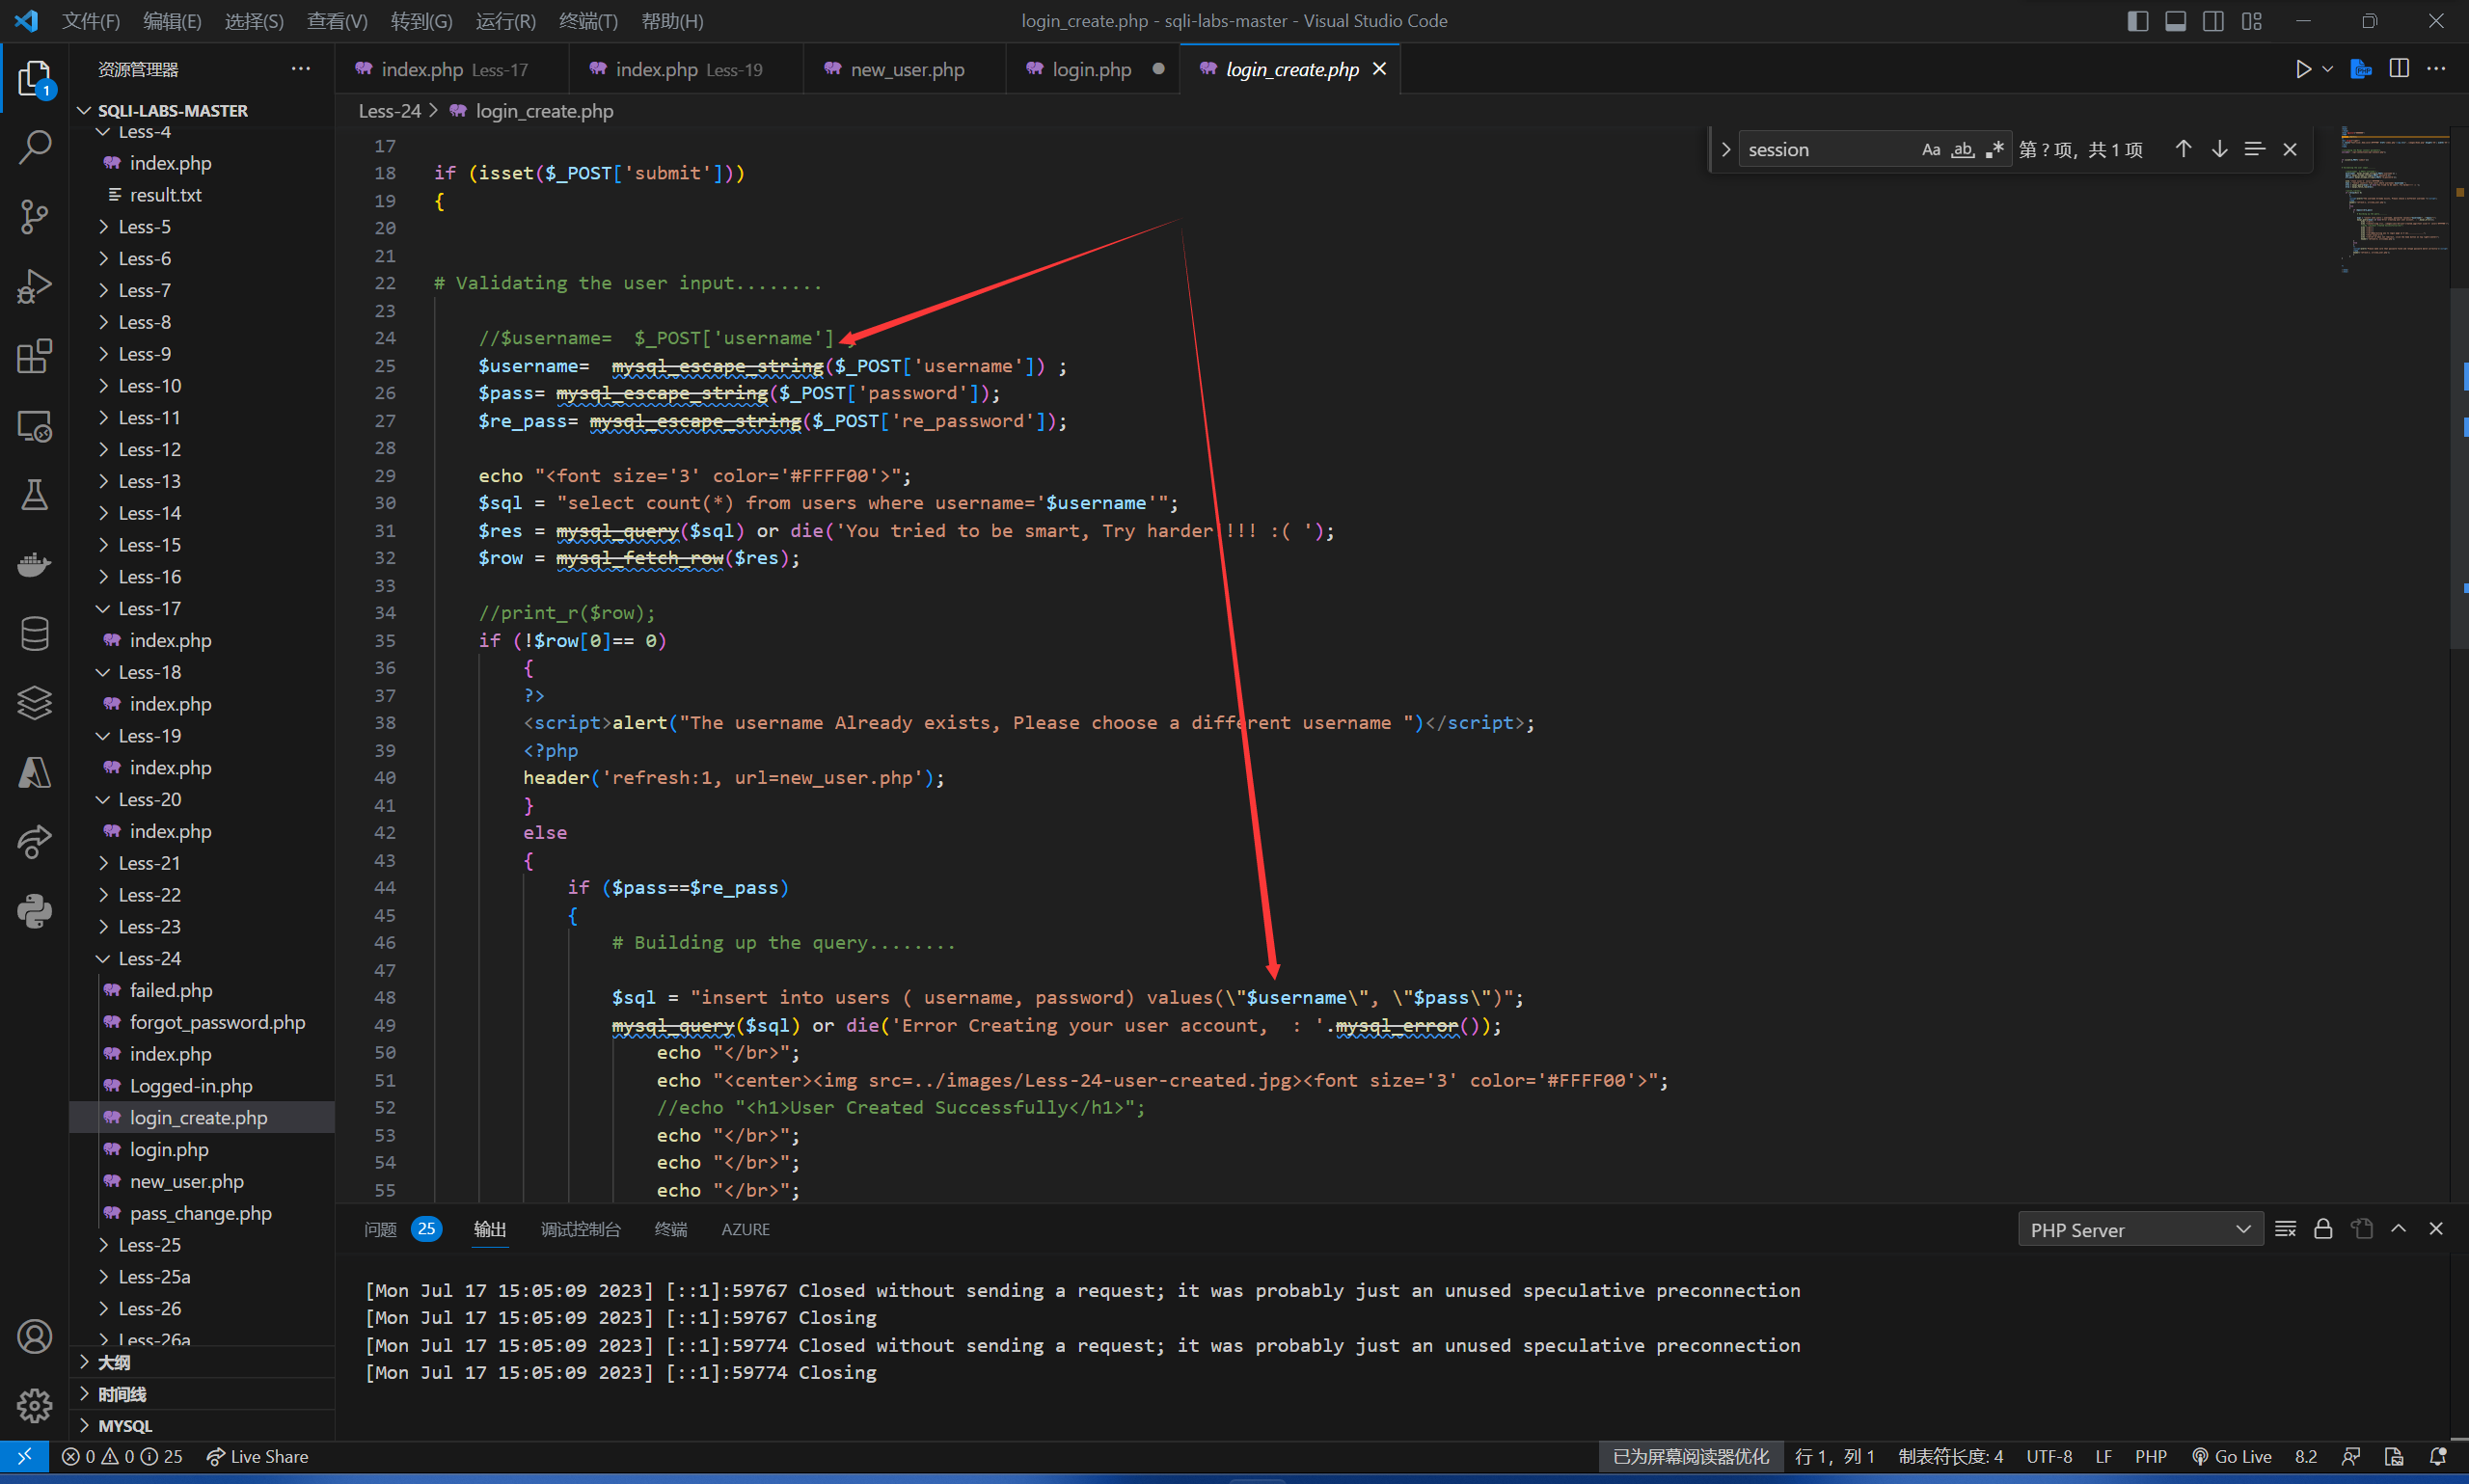 文件(F) 编辑(E) 选择(S) 查看(V) 转到(G) 运行(R) 终端(T) 帮助(H) login_create.php - sqli-labs-master - Visual Studio Code
资源管理器
SQLI-LABS-MASTER
Less-4
index.php
result.txt
Less-5
Less-6
Less-7
Less-8
Less-9
Less-10
Less-11
Less-12
Less-13
Less-14
Less-15
Less-16
Less-17
index.php
Less-18
index.php
Less-19
index.php
Less-20
index.php
Less-21
Less-22
Less-23
Less-24
failed.php
forgot_password.php
index.php
Logged-in.php
login_create.php
login.php
new_user.php
pass_change.php
Less-25
Less-25a
Less-26
Less-26a
大纲
时间线
MYSQL
1
index.php Less-17 index.php Less-19 new_user.php login.php login_create.php
Less-24 > login_create.php
session Aa ab 第 ? 项, 共 1 项
17
18 if (isset($_POST['submit']))
19 {
20
21
22 # Validating the user input........
23
24 //$username= $_POST['username']
25 $username= mysql_escape_string($_POST['username']) ;
26 $pass= mysql_escape_string($_POST['password']);
27 $re_pass= mysql_escape_string($_POST['re_password']);
28
29 echo "<font size='3' color='#FFFF00'>";
30 $sql = "select count(*) from users where username='$username'";
31 $res = mysql_query($sql) or die('You tried to be smart, Try harder!!!! :( ');
32 $row = mysql_fetch_row($res);
33
34 //print_r($row);
35 if (!$row[0]== 0)
36 {
37 ?>
38 <script>alert("The username Already exists, Please choose a different username ")</script>;
39 <?php
40 header('refresh:1, url=new_user.php');
41 }
42 else
43 {
44 if ($pass==$re_pass)
45 {
46 # Building up the query........
47
48 $sql = "insert into users ( username, password) values(\"$username\", \"$pass\")";
49 mysql_query($sql) or die('Error Creating your user account,  : '.mysql_error());
50 echo "</br>";
51 echo "<center><img src=../images/Less-24-user-created.jpg><font size='3' color='#FFFF00'>";
52 //echo "<h1>User Created Successfully</h1>";
53 echo "</br>";
54 echo "</br>";
55 echo "</br>";
问题 25 输出 调试控制台 终端 AZURE PHP Server
[Mon Jul 17 15:05:09 2023] [::1]:59767 Closed without sending a request; it was probably just an unused speculative preconnection
[Mon Jul 17 15:05:09 2023] [::1]:59767 Closing
[Mon Jul 17 15:05:09 2023] [::1]:59774 Closed without sending a request; it was probably just an unused speculative preconnection
[Mon Jul 17 15:05:09 2023] [::1]:59774 Closing
0 0 25 Live Share 已为屏幕阅读器优化 行 1, 列 1 制表符长度: 4 UTF-8 LF PHP Go Live 8.2